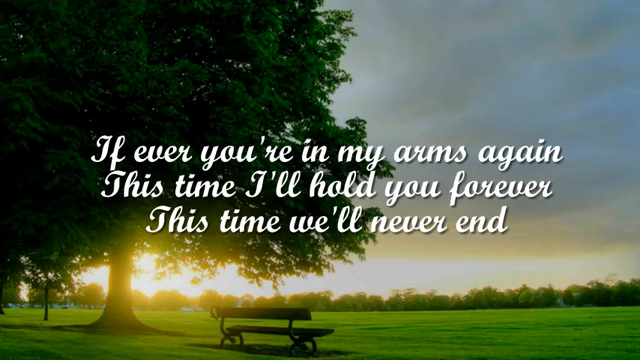 If ever you're in my arms again
This time I'll hold you forever
This time we'll never end